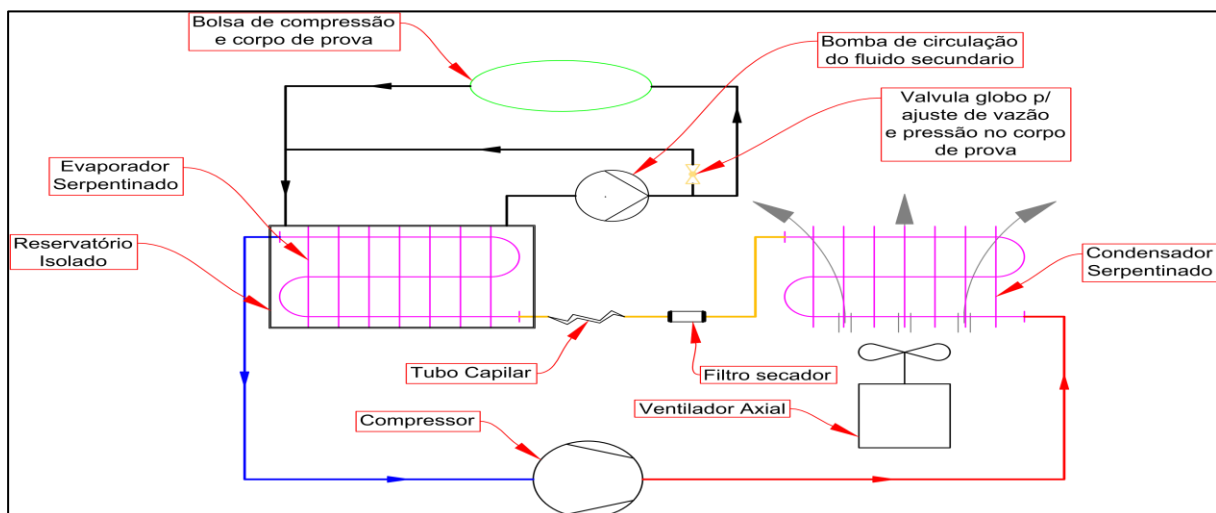 Bolsa de compressão
e corpo de prova
Bomba de circulação
do fluido secundario
Valvula globo p/
ajuste de vazão
e pressão no corpo
de prova
Evaporador
Serpentinado
Reservatório
Isolado
Condensador
Serpentinado
Tubo Capilar
Filtro secador
Compressor
Ventilador Axial